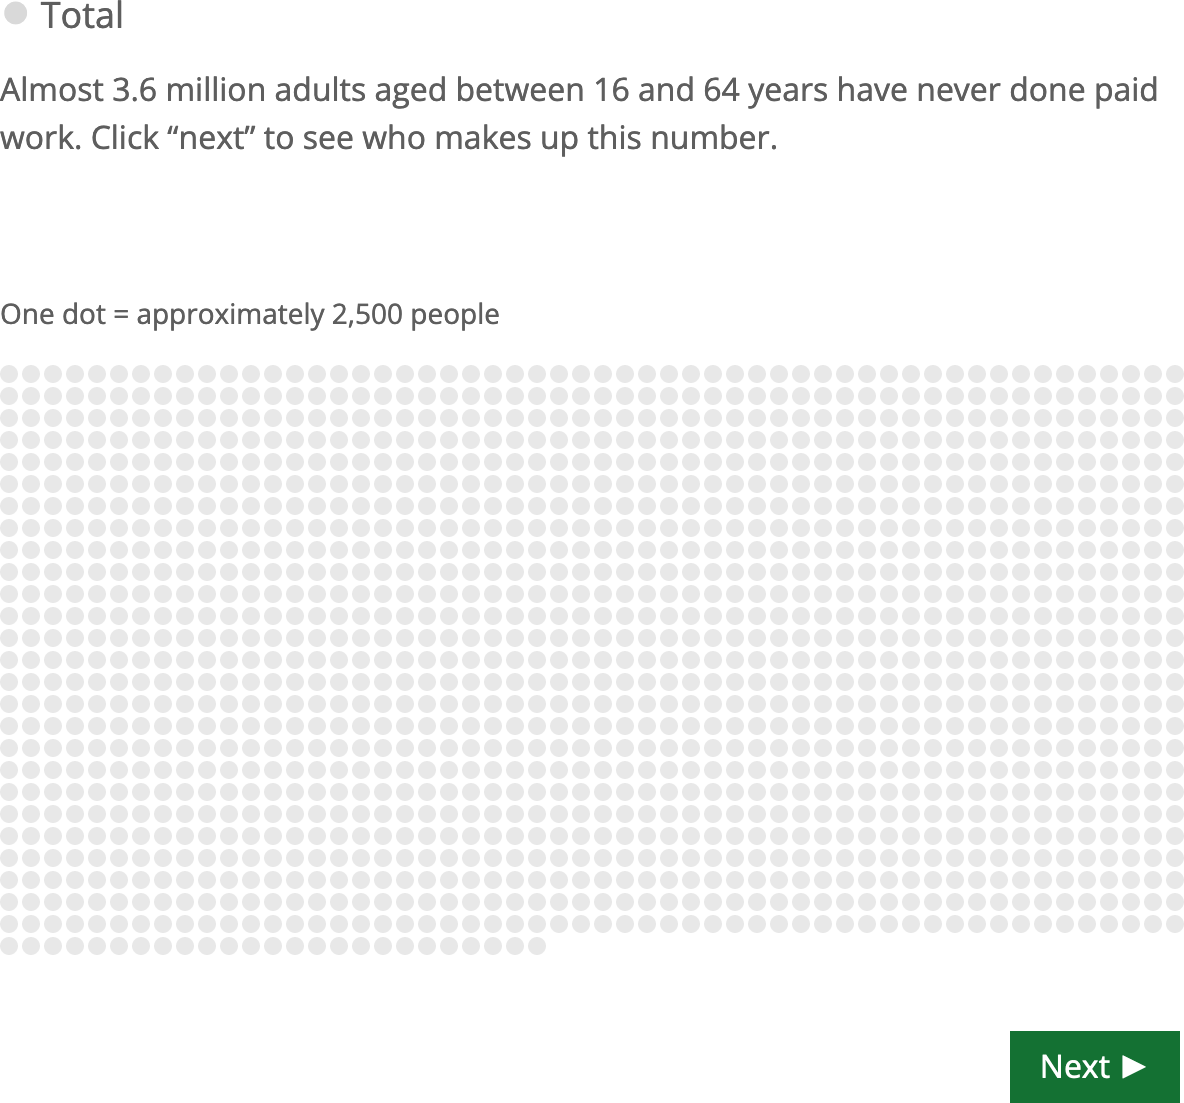 Total
Almost 3.6 million adults aged between 16 and 64 years have never done paid
work. Click “next” to see who makes up this number.
One dot = approximately 2,500 people
Next ►